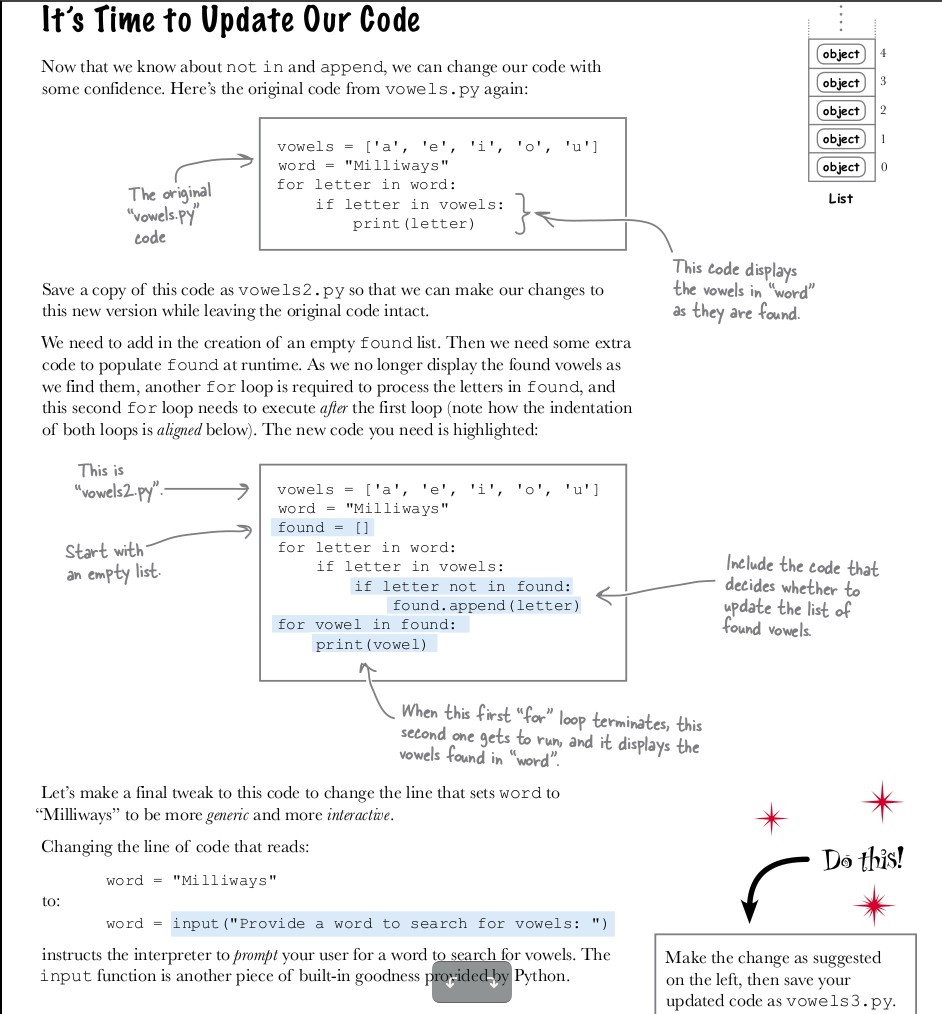 It's Time to Update Our Code
Now that we know about not in and append, we can change our code with
some confidence. Here's the original code from vowels.py again:
object 4
object 3
object 2
object 1
object 0
List
vowels = ['a', 'e', 'i', 'o', 'u']
word = "Milliways"
for letter in word:
    if letter in vowels:
        print(letter)
The original
"vowels.py"
code
This code displays
the vowels in "word"
as they are found.
Save a copy of this code as vowels2.py so that we can make our changes to
this new version while leaving the original code intact.
We need to add in the creation of an empty found list. Then we need some extra
code to populate found at runtime. As we no longer display the found vowels as
we find them, another for loop is required to process the letters in found, and
this second for loop needs to execute after the first loop (note how the indentation
of both loops is aligned below). The new code you need is highlighted:
This is
"vowels2.py".
Start with
an empty list.
vowels = ['a', 'e', 'i', 'o', 'u']
word = "Milliways"
found = []
for letter in word:
    if letter in vowels:
        if letter not in found:
            found.append(letter)
for vowel in found:
    print(vowel)
Include the code that
decides whether to
update the list of
found vowels.
When this first "for" loop terminates, this
second one gets to run, and it displays the
vowels found in "word".
Let's make a final tweak to this code to change the line that sets word to
"Milliways" to be more generic and more interactive.
Changing the line of code that reads:
word = "Milliways"
to:
word = input("Provide a word to search for vowels: ")
instructs the interpreter to prompt your user for a word to search for vowels. The
input function is another piece of built-in goodness provided by Python.
Do this!
Make the change as suggested
on the left, then save your
updated code as vowels3.py.